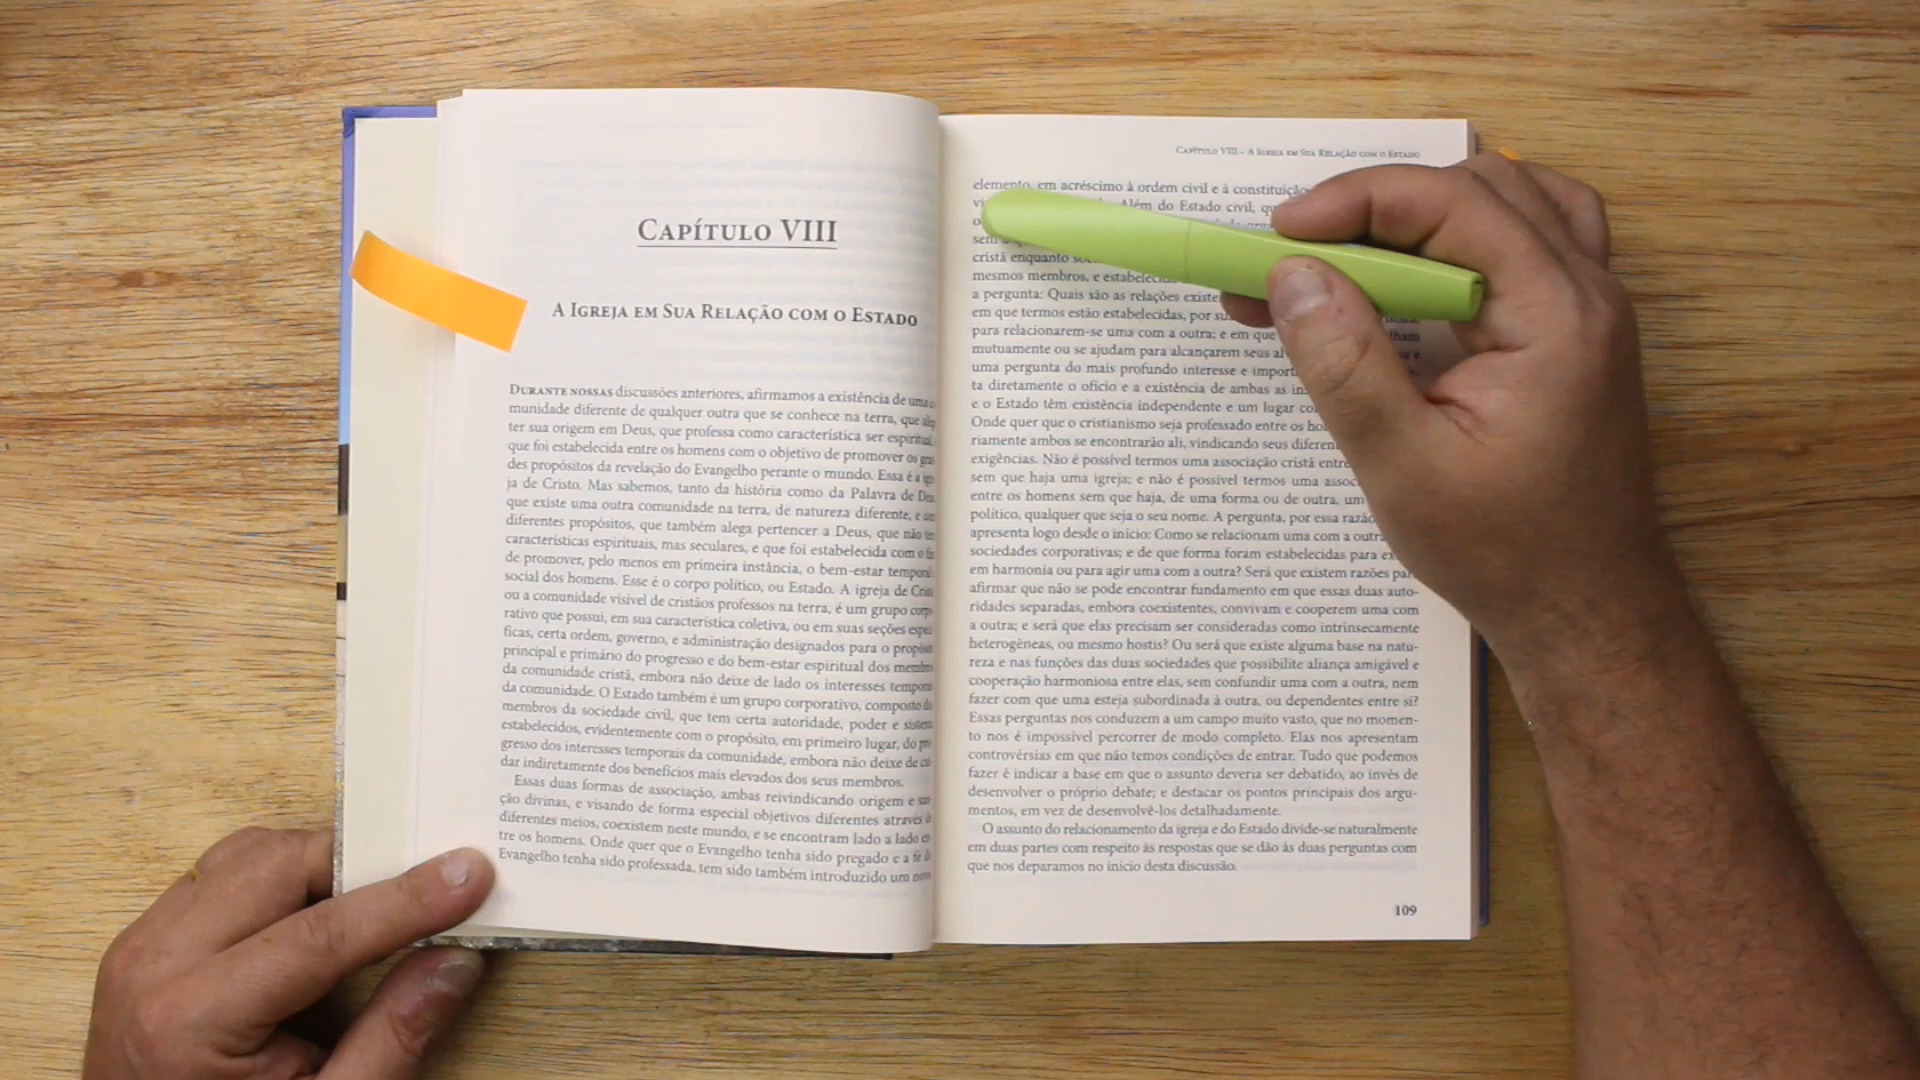 CAPÍTULO VIII
A IGREJA EM SUA RELAÇÃO COM O ESTADO
DURANTE NOSSAS discussões anteriores, afirmamos a existência de uma
munidade diferente de qualquer outra que se conhece na terra, que
ter sua origem em Deus, que professa como característica ser espiritual,
que foi estabelecida entre os homens com o objetivo de promover os
des propósitos da revelação do Evangelho perante o mundo. Essa é a
ja de Cristo. Mas sabemos, tanto da história como da Palavra de
que existe uma outra comunidade na terra, de natureza diferente, e
diferentes propósitos, que também alega pertencer a Deus, que não
características espirituais, mas seculares, e que foi estabelecida com o
de promover, pelo menos em primeira instância, o bem-estar
social dos homens. Esse é o corpo político, ou Estado. A igreja de
ou a comunidade visível de cristãos professos na terra, é um grupo
rativo que possui, em sua característica coletiva, ou em suas seções
ficas, certa ordem, governo, e administração designados para o
principal e primário do progresso e do bem-estar espiritual dos
da comunidade cristã, embora não deixe de lado os interesses
da comunidade. O Estado também é um grupo corporativo, composto
membros da sociedade civil, que tem certa autoridade, poder e
estabelecidos, evidentemente com o propósito, em primeiro lugar, do
gresso dos interesses temporais da comunidade, embora não deixe de
dar indiretamente dos benefícios mais elevados dos seus membros.
Essas duas formas de associação, ambas reivindicando origem e
ção divinas, e visando de forma especial objetivos diferentes através
diferentes meios, coexistem neste mundo, e se encontram lado a lado
tre os homens. Onde quer que o Evangelho tenha sido pregado e a fé
Evangelho tenha sido professada, tem sido também introduzido um
CAPÍTULO VIII – A IGREJA EM SUA RELAÇÃO COM O ESTADO
elemento, em acréscimo à ordem civil e à constituição
Além do Estado civil,
sem
cristã enquanto
mesmos membros, e
a pergunta: Quais são as relações
em que termos estão estabelecidas, por
para relacionarem-se uma com a outra; e em que
mutuamente ou se ajudam para alcançarem seus
uma pergunta do mais profundo interesse e
ta diretamente o ofício e a existência de ambas as
e o Estado têm existência independente e um lugar
Onde quer que o cristianismo seja professado entre os
riamente ambos se encontrarão ali, vindicando seus
exigências. Não é possível termos uma associação cristã
sem que haja uma igreja; e não é possível termos uma
entre os homens sem que haja, de uma forma ou de outra, um
político, qualquer que seja o seu nome. A pergunta, por essa
apresenta logo desde o início: Como se relacionam uma com a
sociedades corporativas; e de que forma foram estabelecidas para
em harmonia ou para agir uma com a outra? Será que existem razões
afirmar que não se pode encontrar fundamento em que essas duas auto-
ridades separadas, embora coexistentes, convivam e cooperem uma com
a outra; e será que elas precisam ser consideradas como intrinsecamente
heterogêneas, ou mesmo hostis? Ou será que existe alguma base na natu-
reza e nas funções das duas sociedades que possibilite aliança amigável e
cooperação harmoniosa entre elas, sem confundir uma com a outra, nem
fazer com que uma esteja subordinada à outra, ou dependentes entre si?
Essas perguntas nos conduzem a um campo muito vasto, que no momen-
to nos é impossível percorrer de modo completo. Elas nos apresentam
controvérsias em que não temos condições de entrar. Tudo que podemos
fazer é indicar a base em que o assunto deveria ser debatido, ao invés de
desenvolver o próprio debate; e destacar os pontos principais dos argu-
mentos, em vez de desenvolvê-los detalhadamente.
O assunto do relacionamento da igreja e do Estado divide-se naturalmente
em duas partes com respeito às respostas que se dão às duas perguntas com
que nos deparamos no início desta discussão.
109